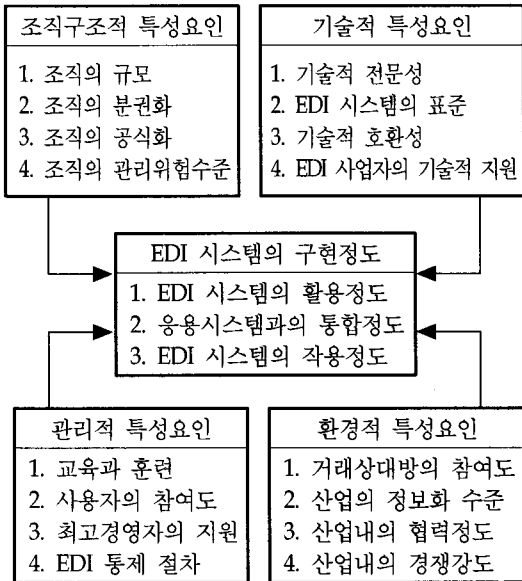 조직구조적 특성요인
1. 조직의 규모
2. 조직의 분권화
3. 조직의 공식화
4. 조직의 관리위험수준
기술적 특성요인
1. 기술적 전문성
2. EDI 시스템의 표준
3. 기술적 호환성
4. EDI 사업자의 기술적 지원
EDI 시스템의 구현정도
1. EDI 시스템의 활용정도
2. 응용시스템과의 통합정도
3. EDI 시스템의 작용정도
관리적 특성요인
1. 교육과 훈련
2. 사용자의 참여도
3. 최고경영자의 지원
4. EDI 통제 절차
환경적 특성요인
1. 거래상대방의 참여도
2. 산업의 정보화 수준
3. 산업내의 협력정도
4. 산업내의 경쟁강도